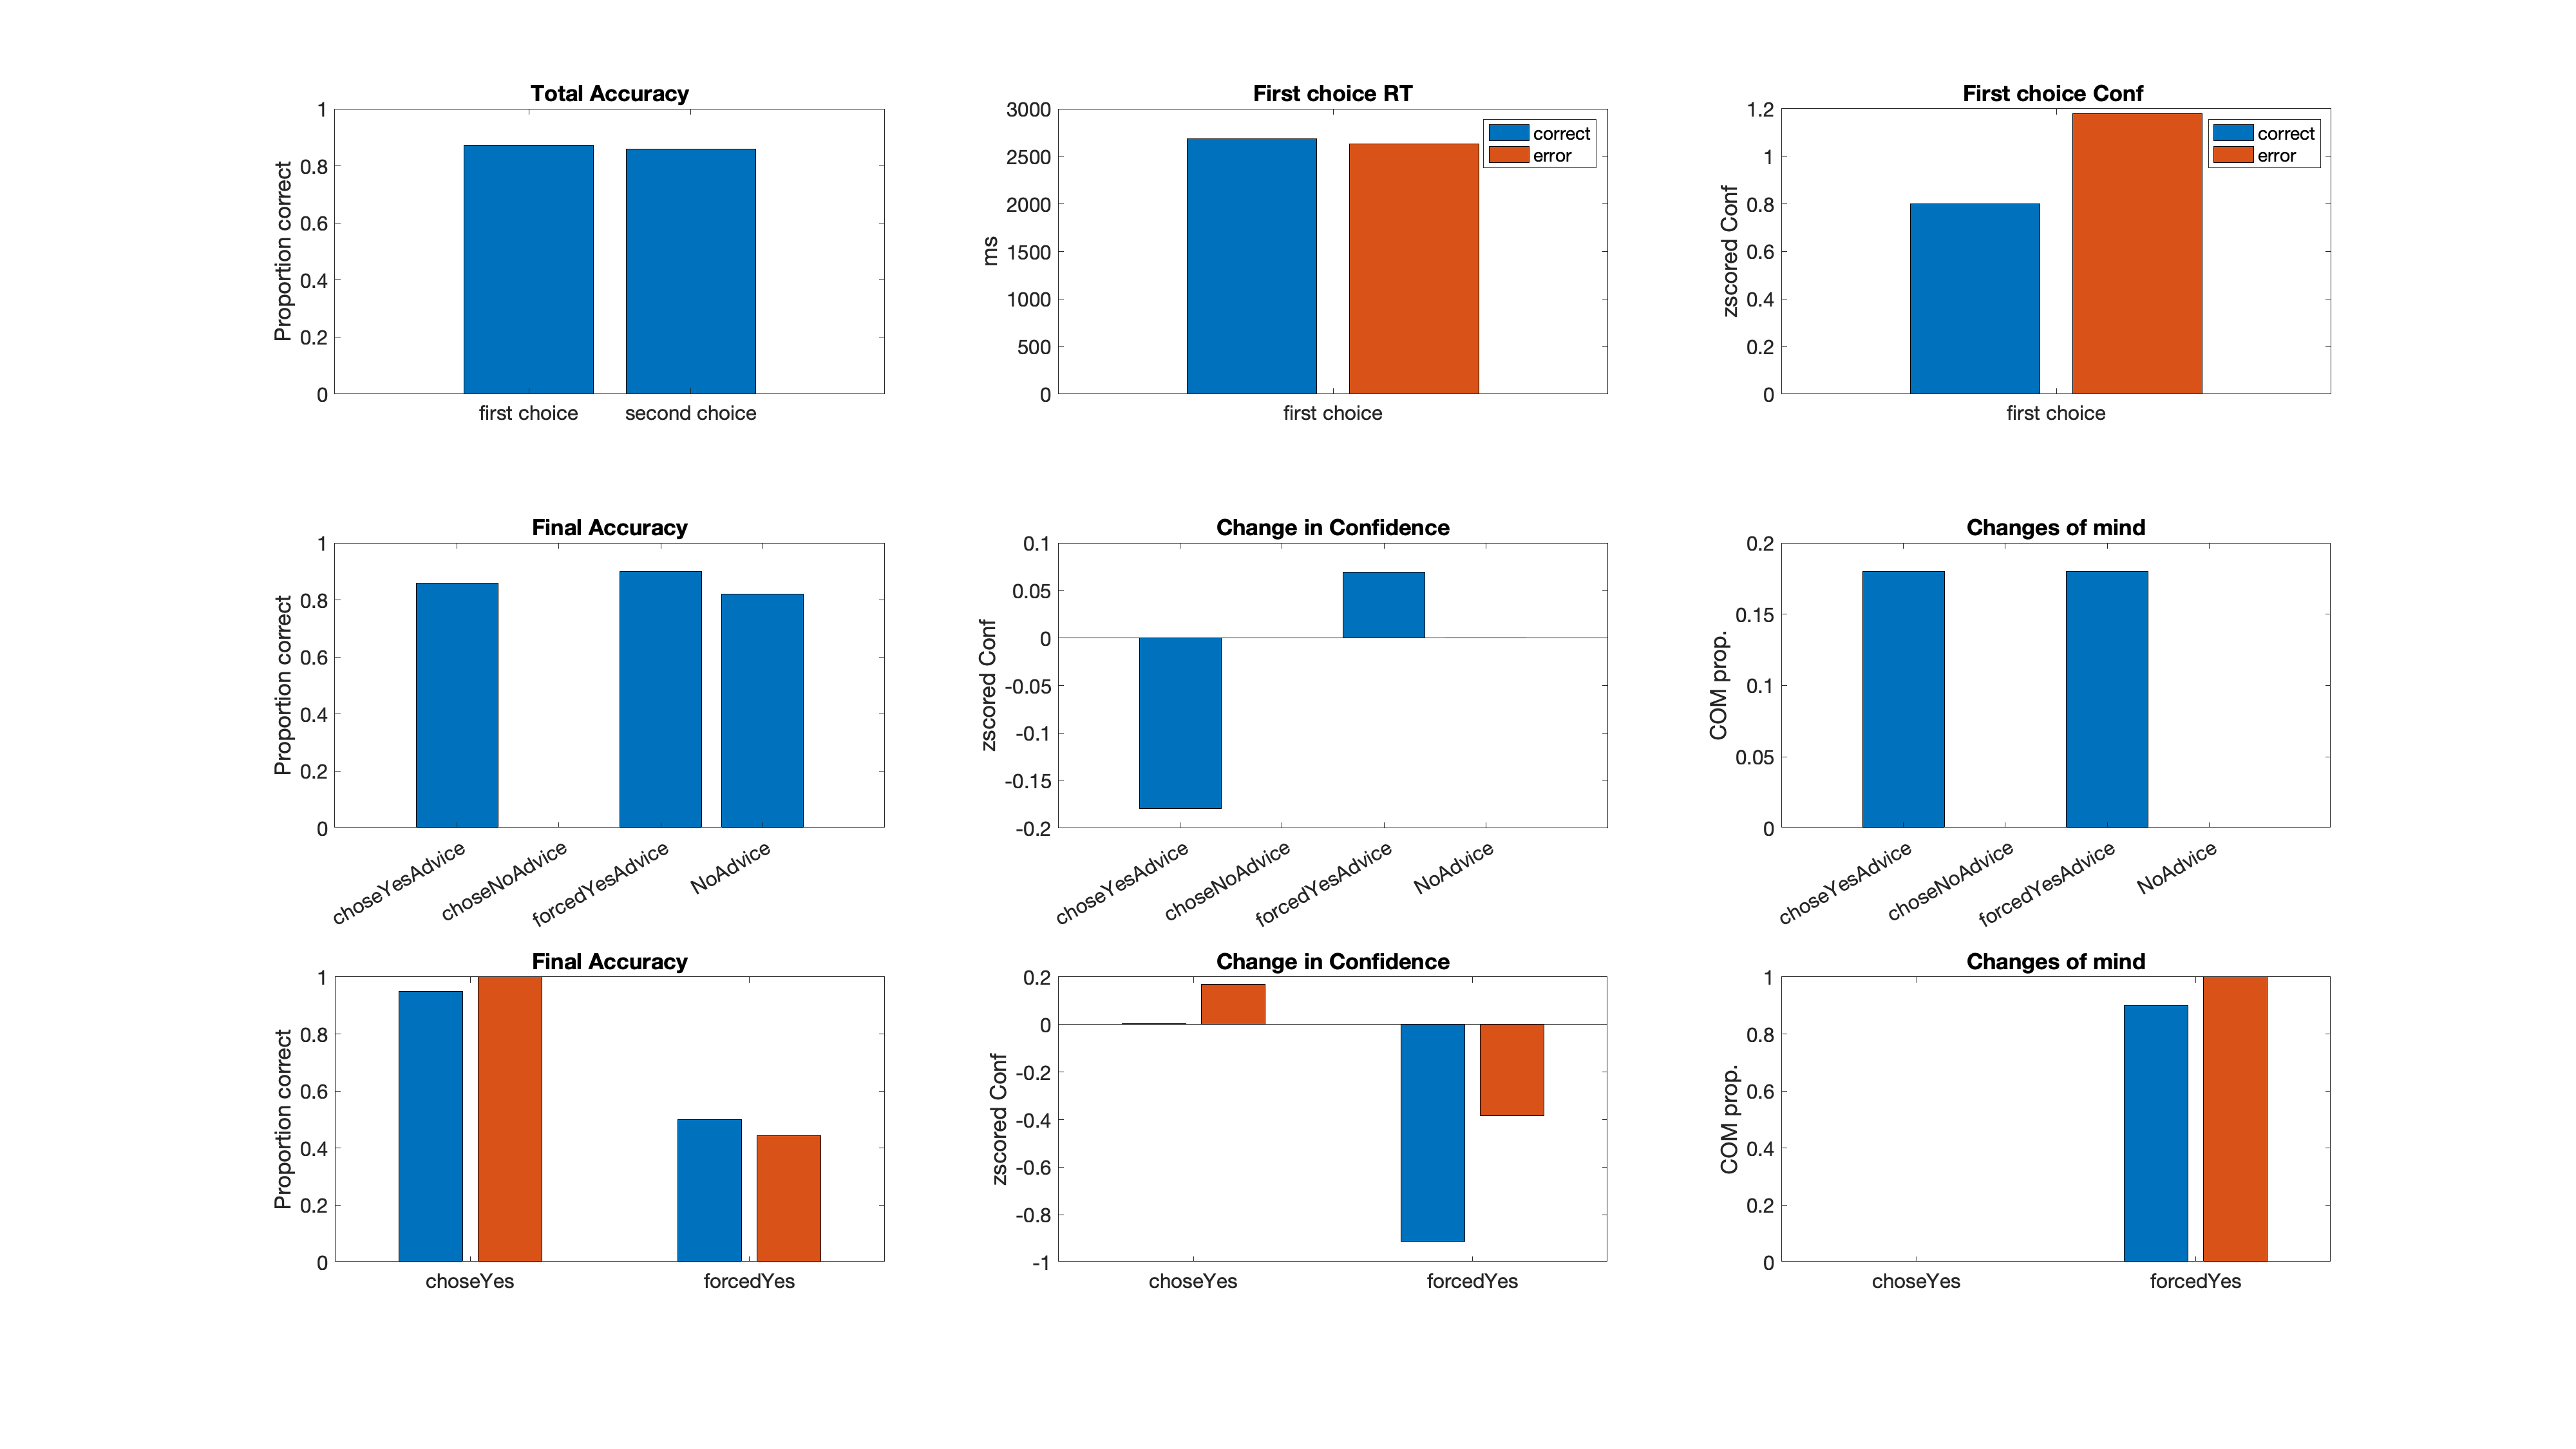 Total Accuracy
Proportion correct
1
0.8
0.6
0.4
0.2
0
first choice
second choice
First choice RT
ms
3000
2500
2000
1500
1000
500
0
correct
error
first choice
First choice Conf
zscored Conf
1.2
1
0.8
0.6
0.4
0.2
0
correct
error
first choice
Final Accuracy
Proportion correct
1
0.8
0.6
0.4
0.2
0
choseYesAdvice
choseNoAdvice
forcedYesAdvice
NoAdvice
Change in Confidence
zscored Conf
0.1
0.05
0
-0.05
-0.1
-0.15
-0.2
choseYesAdvice
choseNoAdvice
forcedYesAdvice
NoAdvice
Changes of mind
COM prop.
0.2
0.15
0.1
0.05
0
choseYesAdvice
choseNoAdvice
forcedYesAdvice
NoAdvice
Final Accuracy
Proportion correct
1
0.8
0.6
0.4
0.2
0
choseYes
forcedYes
Change in Confidence
zscored Conf
0.2
0
-0.2
-0.4
-0.6
-0.8
-1
choseYes
forcedYes
Changes of mind
COM prop.
1
0.8
0.6
0.4
0.2
0
choseYes
forcedYes